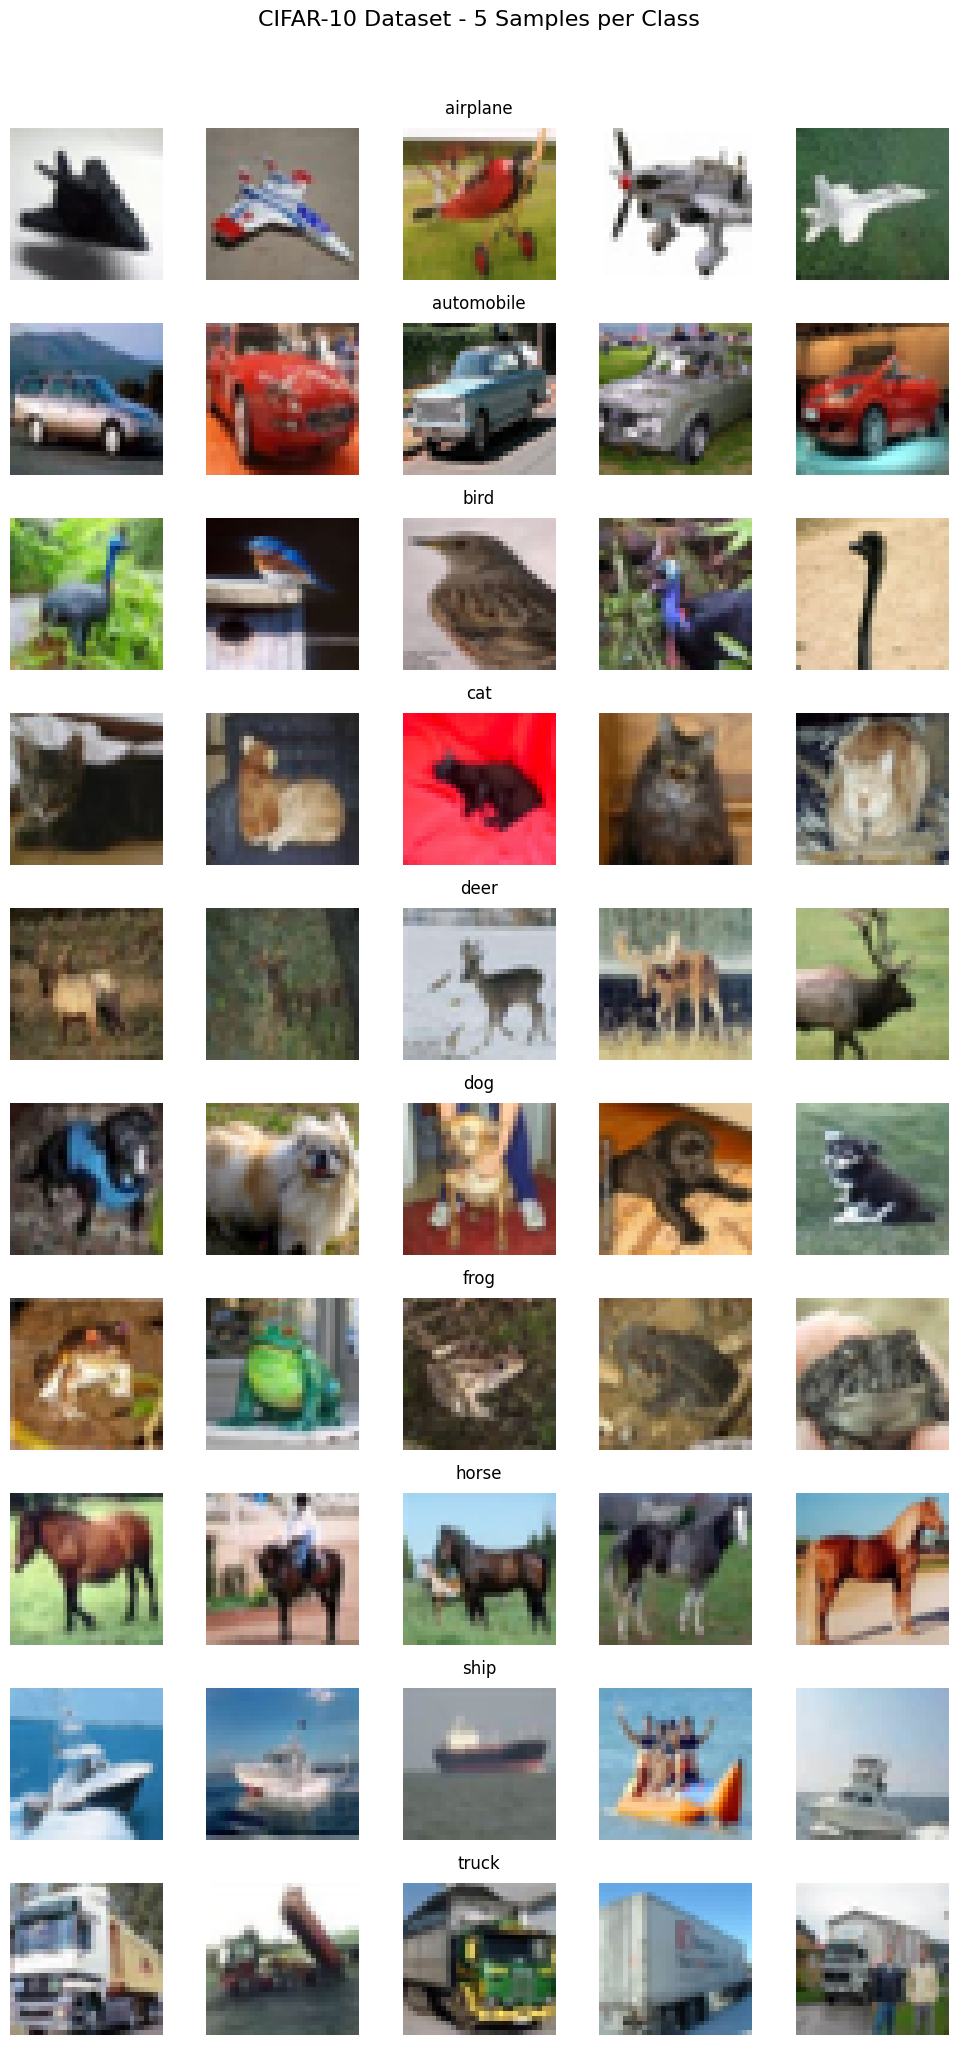 CIFAR-10 Dataset - 5 Samples per Class
airplane
automobile
bird
cat
deer
dog
frog
horse
ship
truck